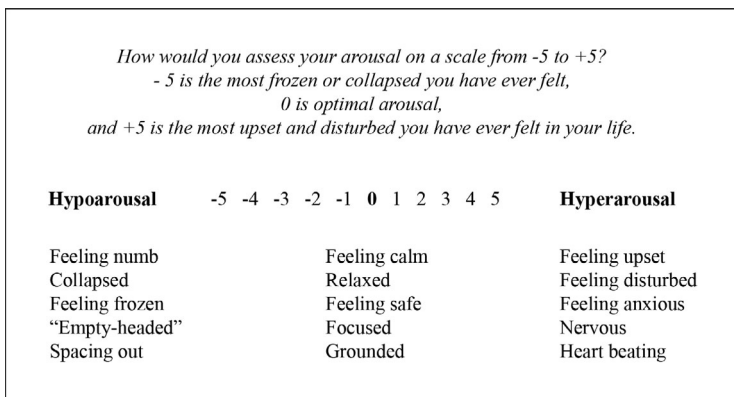 How would you assess your arousal on a scale from -5 to +5?
- 5 is the most frozen or collapsed you have ever felt,
0 is optimal arousal,
and +5 is the most upset and disturbed you have ever felt in your life.
Hypoarousal -5 -4 -3 -2 -1 0 1 2 3 4 5 Hyperarousal
Feeling numb Feeling calm Feeling upset
Collapsed Relaxed Feeling disturbed
Feeling frozen Feeling safe Feeling anxious
“Empty-headed” Focused Nervous
Spacing out Grounded Heart beating